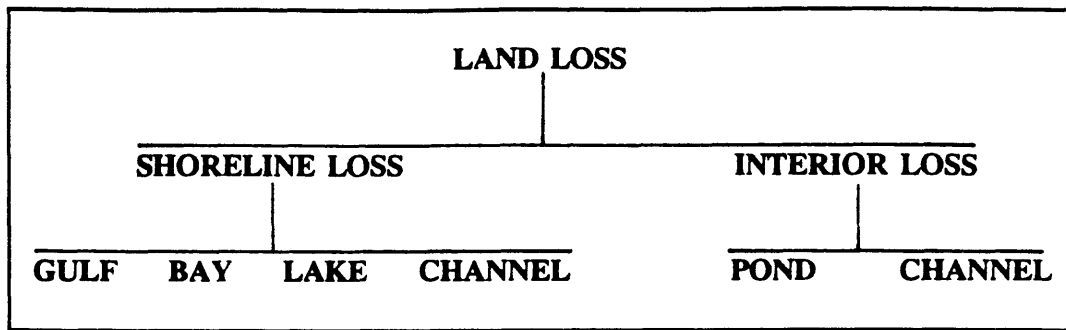 LAND LOSS
SHORELINE LOSS INTERIOR LOSS
GULF BAY LAKE CHANNEL POND CHANNEL